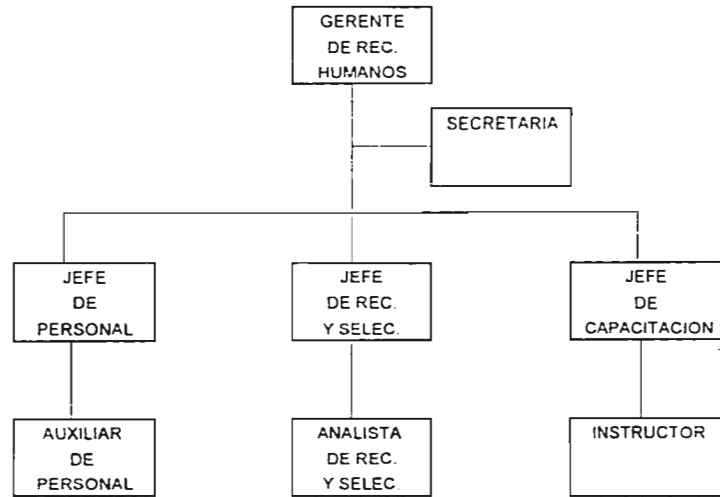 GERENTE
DE REC.
HUMANOS
SECRETARIA
JEFE
DE
PERSONAL
JEFE
DE REC.
Y SELEC.
JEFE
DE
CAPACITACION
AUXILIAR
DE
PERSONAL
ANALISTA
DE REC.
Y SELEC.
INSTRUCTOR